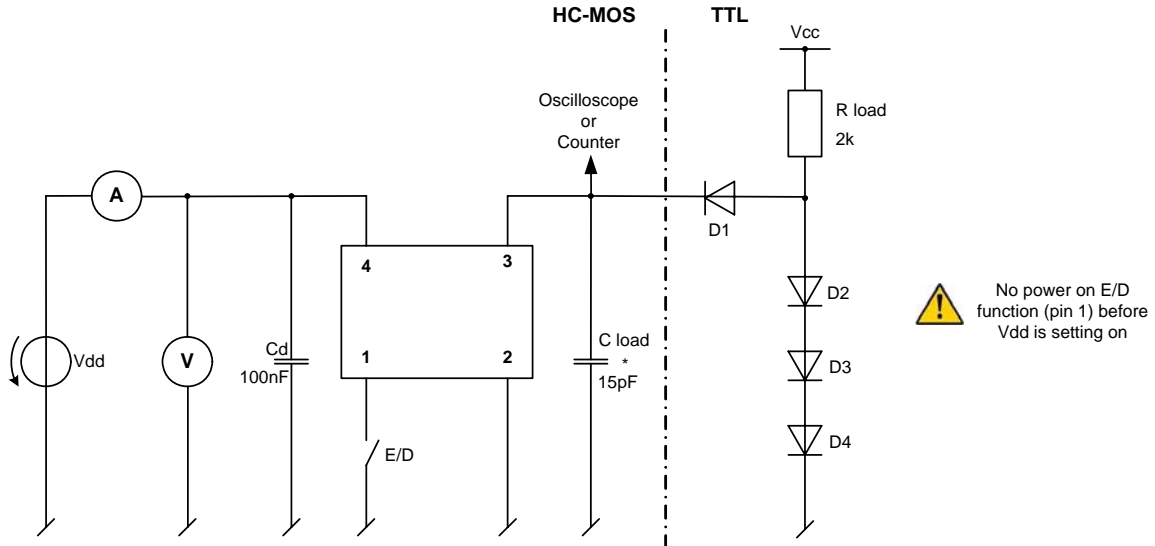 HC-MOS
TTL
Vcc
Oscilloscope
or
Counter
R load
2k
A
D1
4
3
D2
No power on E/D
function (pin 1) before
Vdd is setting on
Vdd
V
Cd
100nF
1
2
C load
*
15pF
D3
D4
E/D